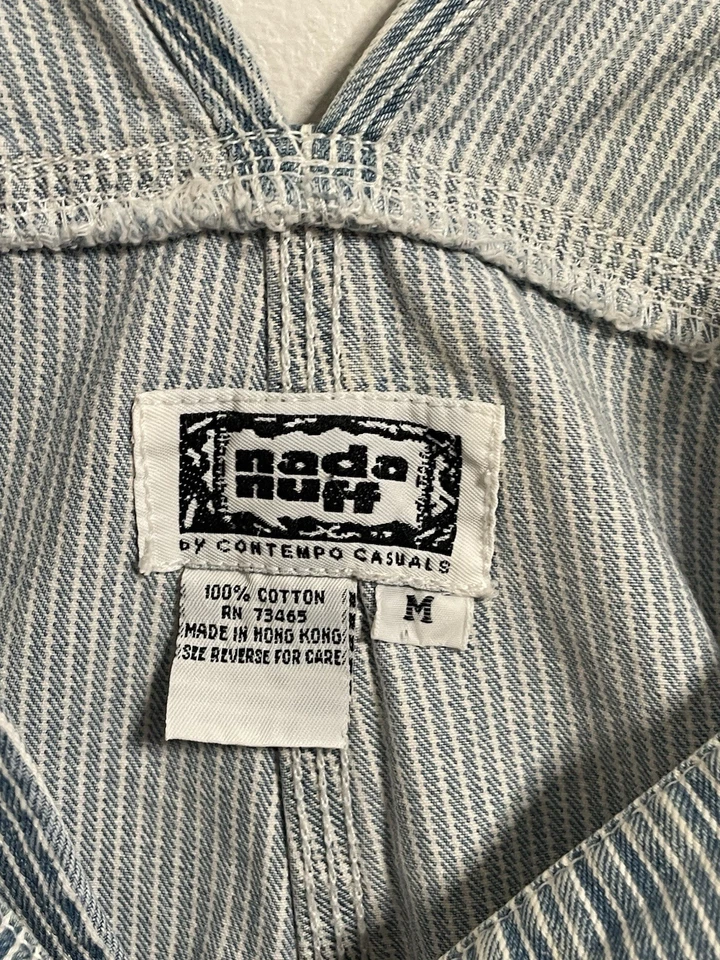 nada
nuff
by CONTEMPO CASUALS
100% COTTON
RN 73465
MADE IN HONG KONG
SEE REVERSE FOR CARE
M